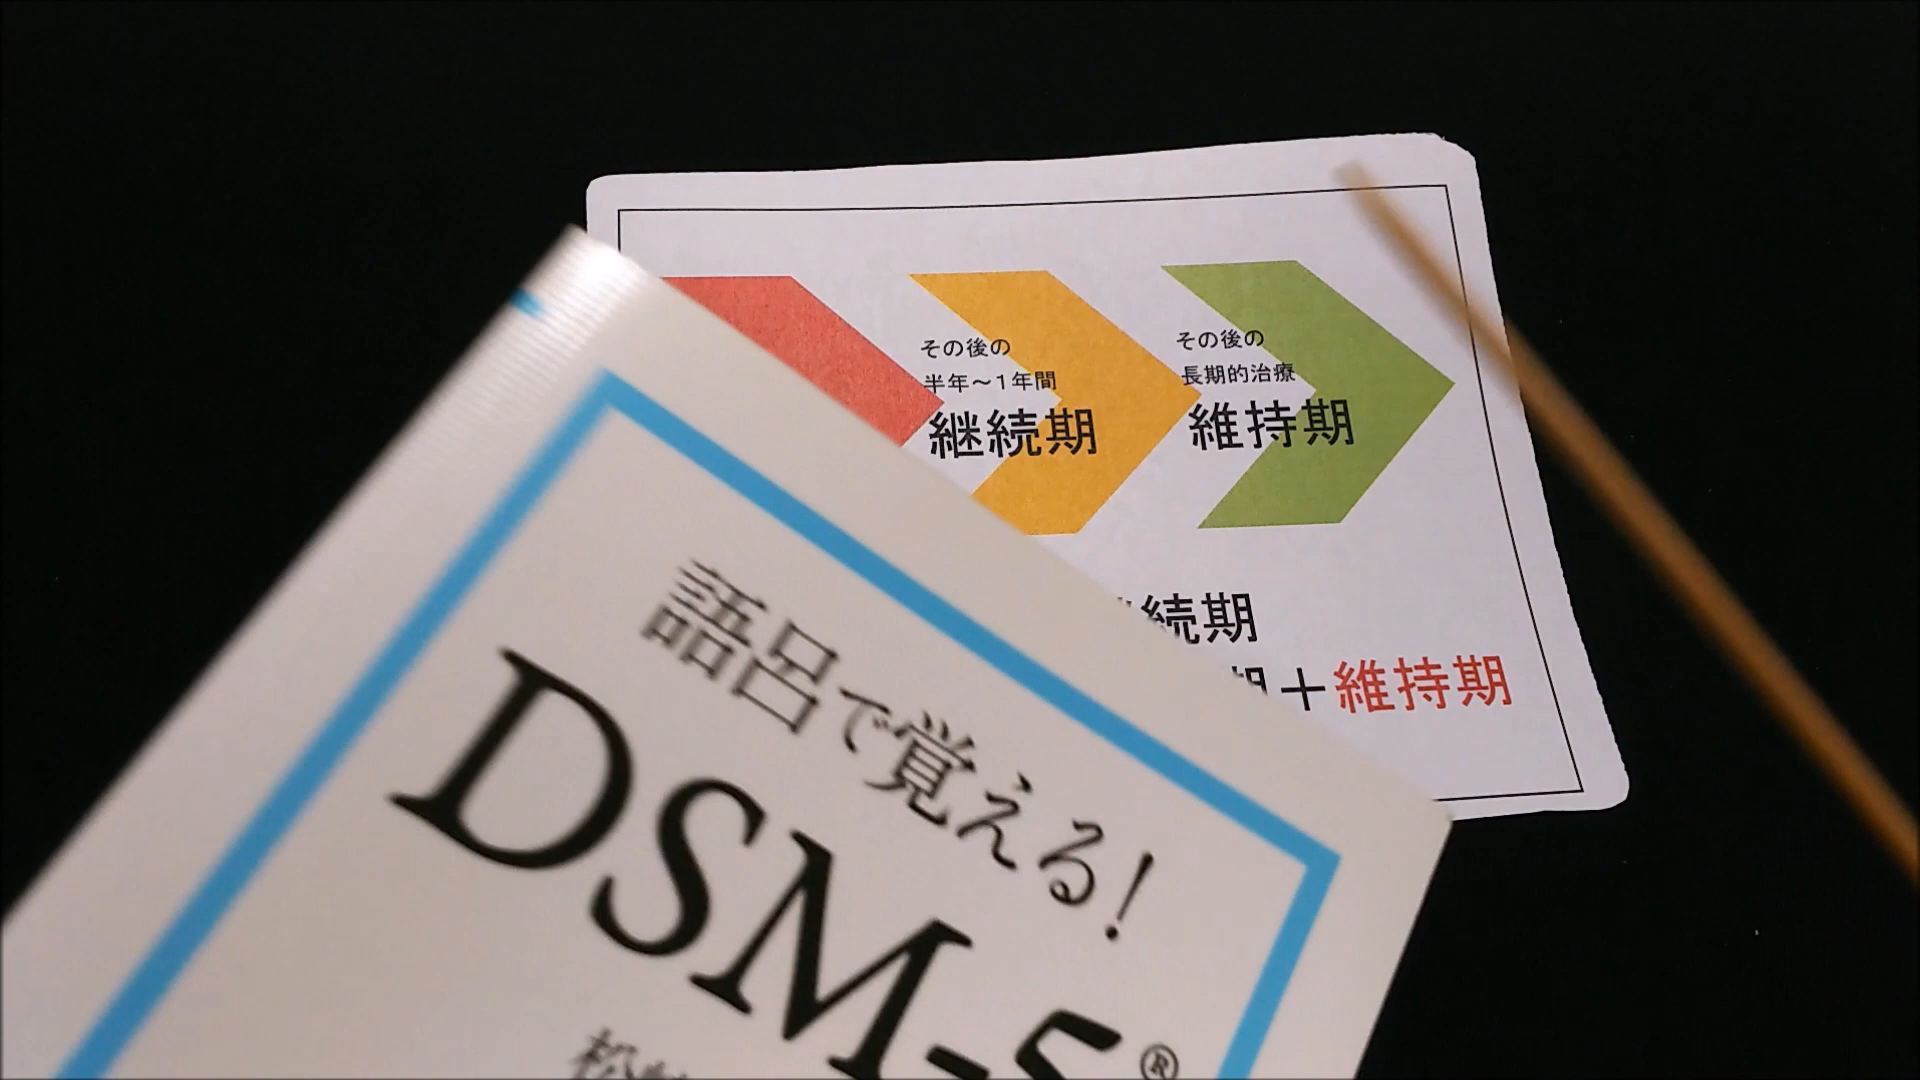 その後の
半年～1年間
継続期
その後の
長期的治療
維持期
続期
＋維持期
語呂で覚える！
DSM-5®